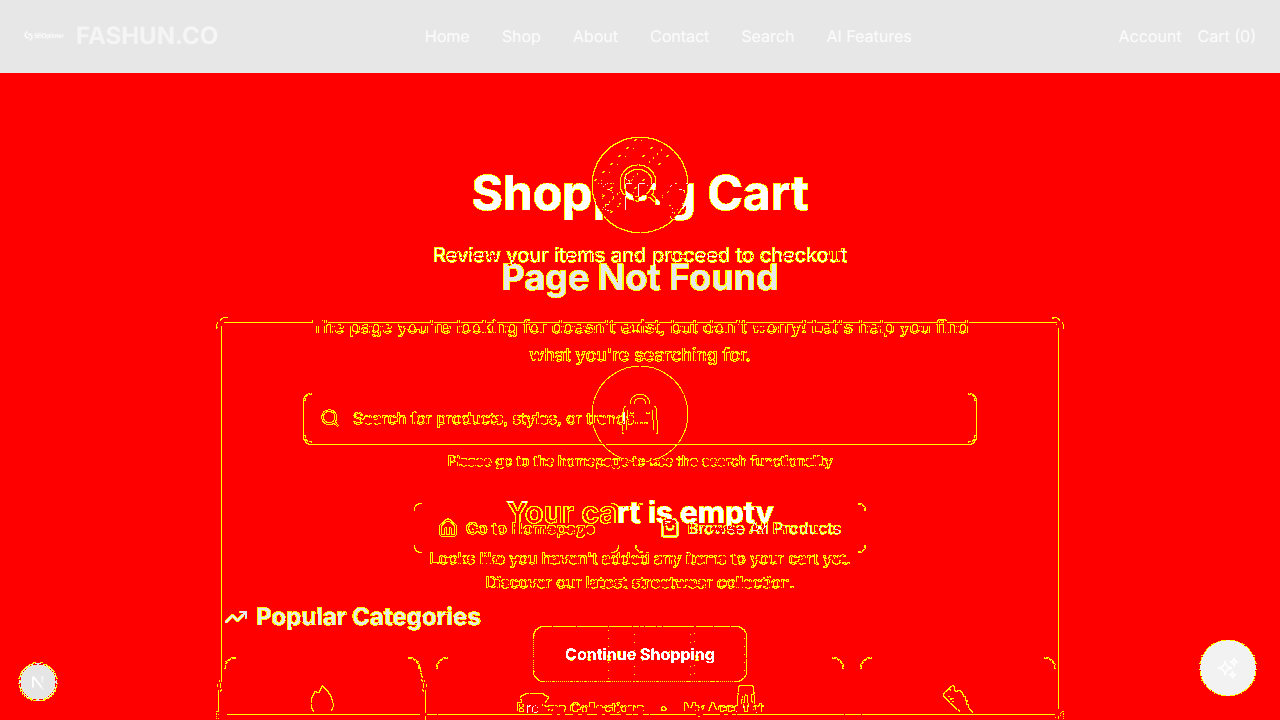 FASHUN.CO
Home Shop About Contact Search AI Features
Account Cart (0)
Shopping Cart
Review your items and proceed to checkout
Page Not Found
The page you're looking for doesn't exist, but don't worry! Let's help you find
what you're searching for.
Search for products, styles, or trends...
Please go to the homepage to use the search functionality
Your cart is empty
Go to Homepage
Browse All Products
Looks like you haven't added any items to your cart yet.
Discover our latest streetwear collection.
Popular Categories
Continue Shopping
Browse Collections • My Account
N